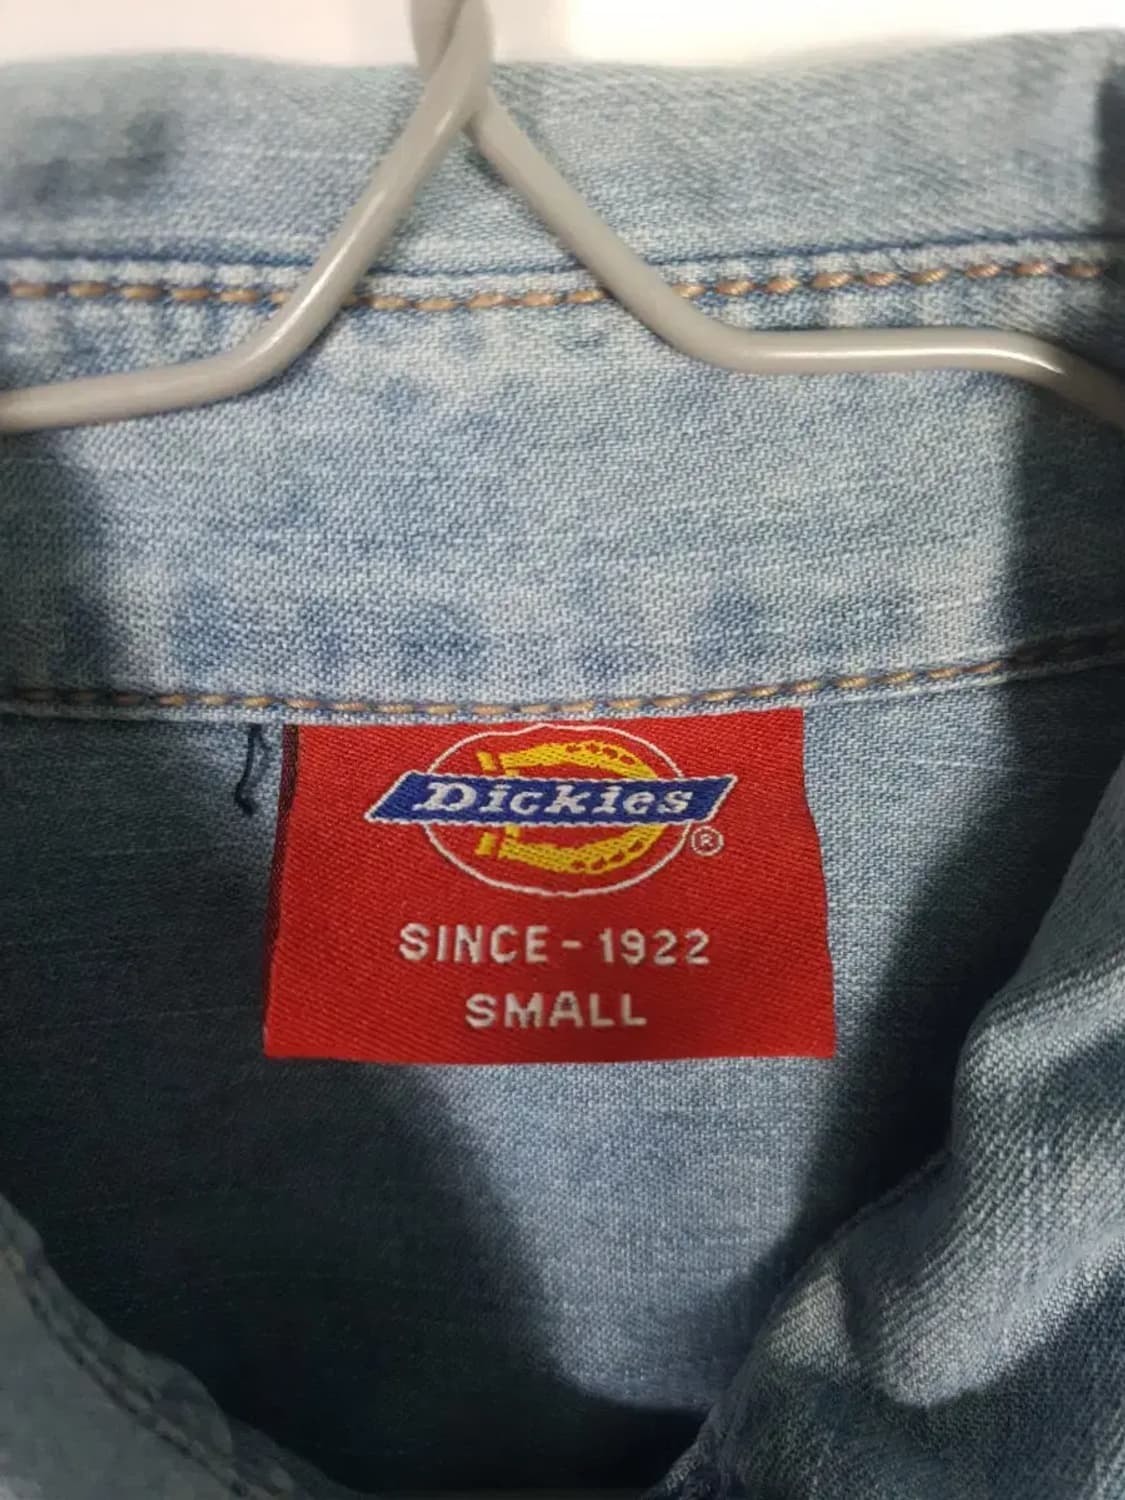 Dickies ®
SINCE - 1922
SMALL